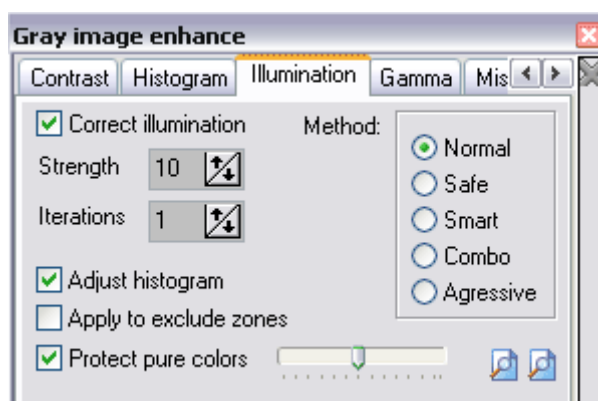 Gray image enhance
Contrast Histogram Illumination Gamma Mis
Correct illumination Method:
Normal
Strength 10
Safe
Iterations 1
Smart
Combo
Adjust histogram
Agressive
Apply to exclude zones
Protect pure colors